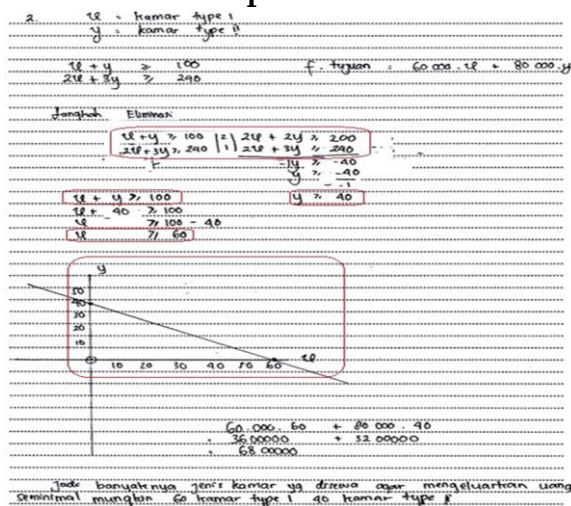 2. x = kamar type I
y = kamar type II
x + y ≥ 100 f. tujuan = 60 000 . x + 80 000 . y
2x + 3y ≥ 240
Langkah Eliminasi
x + y ≥ 100 |2| 2x + 2y ≥ 200
2x + 3y ≥ 240 |1| 2x + 3y ≥ 240
-1y ≥ -40
y ≥ -40
-1
x + y ≥ 100 y ≥ 40
x + 40 ≥ 100
x ≥ 100 - 40
x ≥ 60
y
50
40
30
20
10
0 10 20 30 40 50 60 x
60.000 . 60 + 80 000 . 40
= 3600000 + 3200000
= 6800000
Jadi banyaknya jenis kamar yg disewa agar mengeluarkan uang
seminimal mungkin 60 kamar type I 40 kamar type II